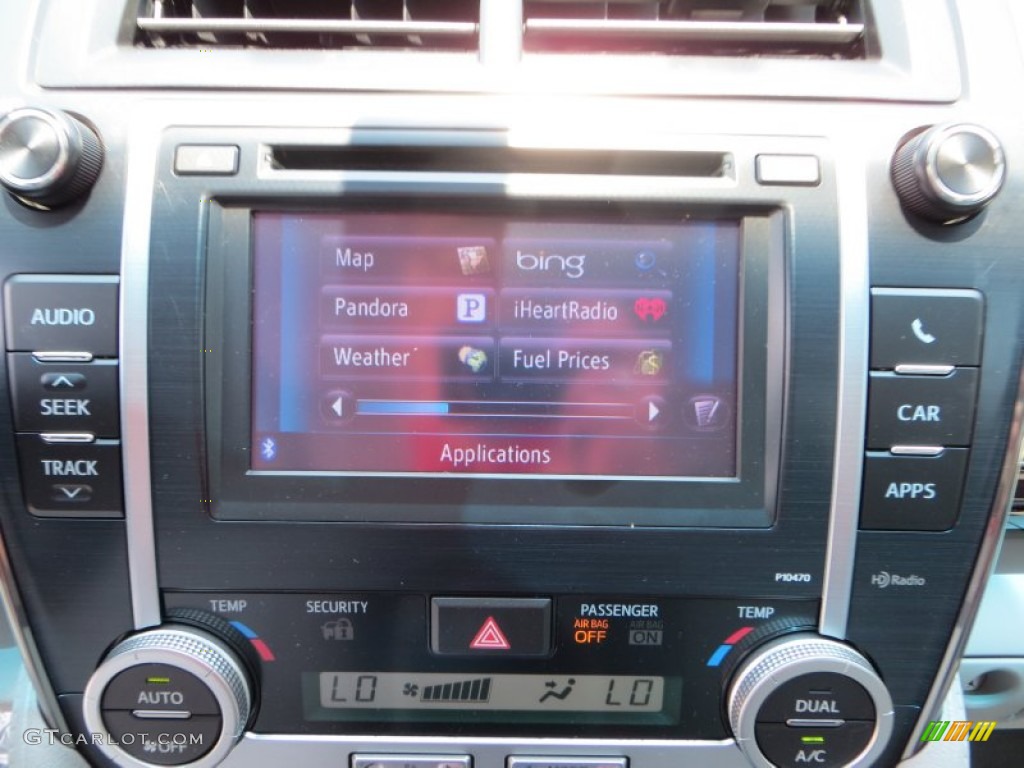 Map
bing
Pandora
P
iHeartRadio
Weather
Fuel Prices
Applications
AUDIO
SEEK
TRACK
CAR
APPS
P10470
HD Radio
TEMP
SECURITY
PASSENGER
AIR BAG
OFF
AIR BAG
ON
TEMP
AUTO
OFF
LO
LO
DUAL
A/C
GTCARLOT.COM